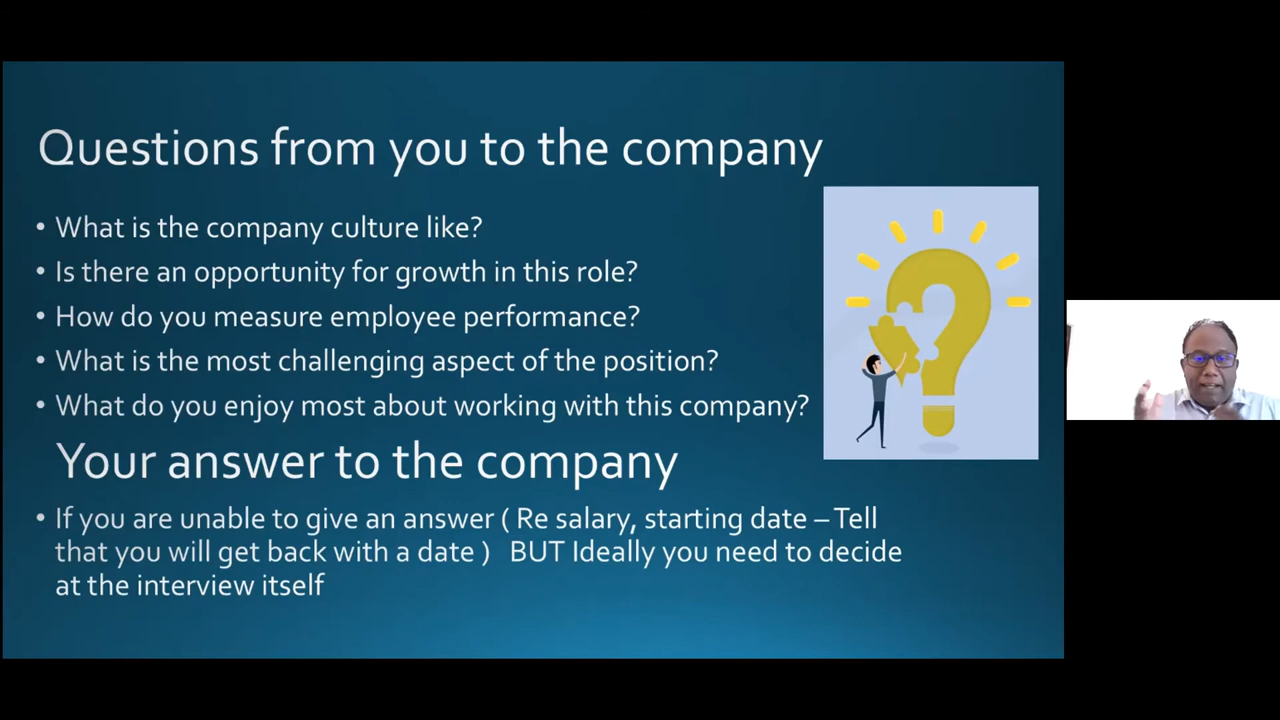 Questions from you to the company
• What is the company culture like?
• Is there an opportunity for growth in this role?
• How do you measure employee performance?
• What is the most challenging aspect of the position?
• What do you enjoy most about working with this company?
Your answer to the company
• If you are unable to give an answer ( Re salary, starting date – Tell
that you will get back with a date ) BUT Ideally you need to decide
at the interview itself